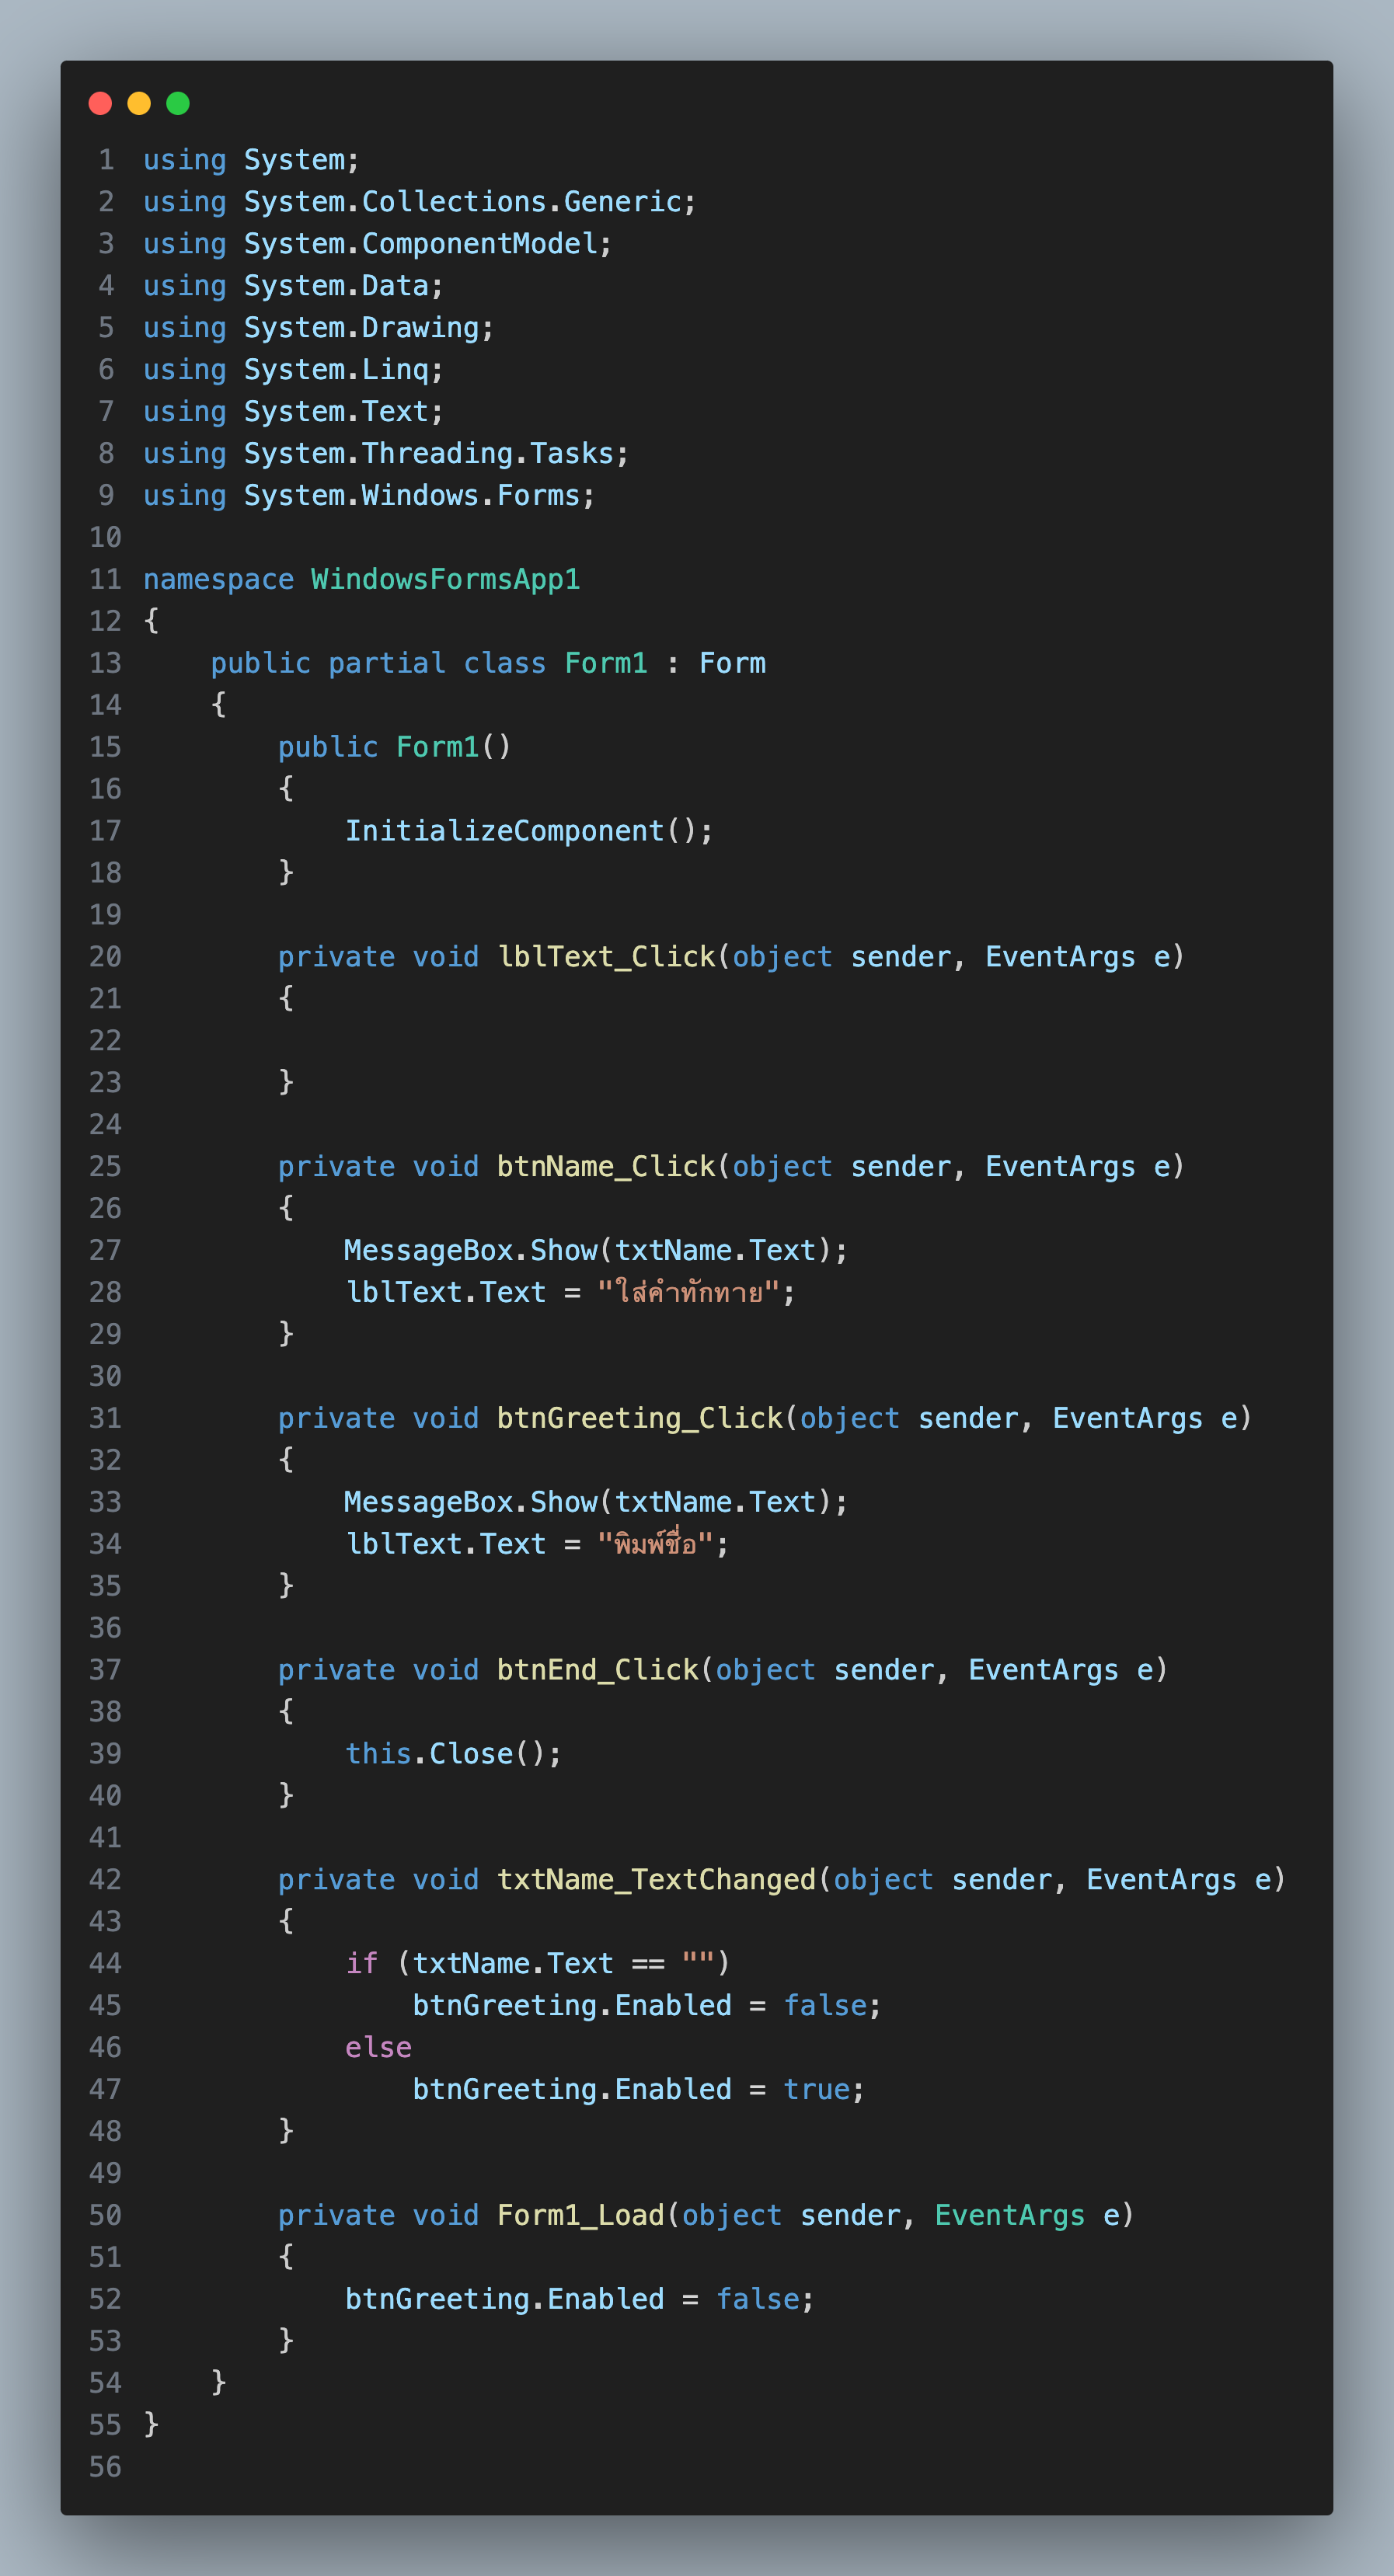 1 using System;
2 using System.Collections.Generic;
3 using System.ComponentModel;
4 using System.Data;
5 using System.Drawing;
6 using System.Linq;
7 using System.Text;
8 using System.Threading.Tasks;
9 using System.Windows.Forms;
10
11 namespace WindowsFormsApp1
12 {
13     public partial class Form1 : Form
14     {
15         public Form1()
16         {
17             InitializeComponent();
18         }
19
20         private void lblText_Click(object sender, EventArgs e)
21         {
22
23         }
24
25         private void btnName_Click(object sender, EventArgs e)
26         {
27             MessageBox.Show(txtName.Text);
28             lblText.Text = "ใส่คำทักทาย";
29         }
30
31         private void btnGreeting_Click(object sender, EventArgs e)
32         {
33             MessageBox.Show(txtName.Text);
34             lblText.Text = "พิมพ์ชื่อ";
35         }
36
37         private void btnEnd_Click(object sender, EventArgs e)
38         {
39             this.Close();
40         }
41
42         private void txtName_TextChanged(object sender, EventArgs e)
43         {
44             if (txtName.Text == "")
45                 btnGreeting.Enabled = false;
46             else
47                 btnGreeting.Enabled = true;
48         }
49
50         private void Form1_Load(object sender, EventArgs e)
51         {
52             btnGreeting.Enabled = false;
53         }
54     }
55 }
56